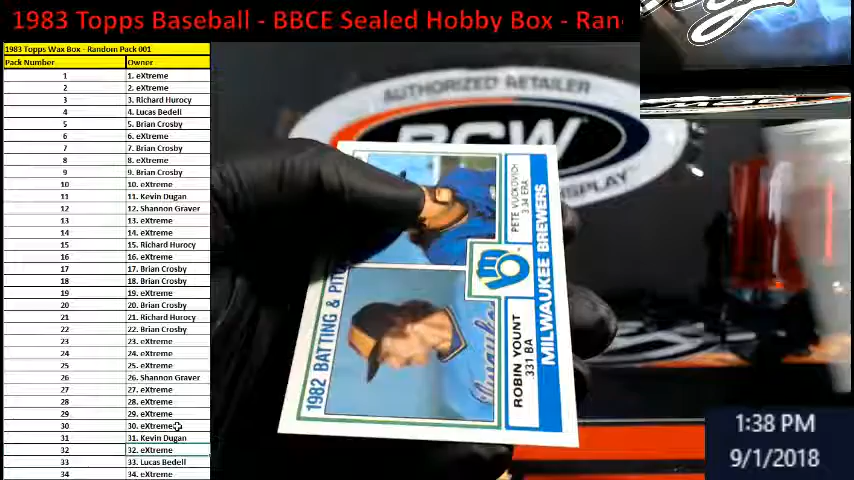 1983 Topps Baseball - BBCE Sealed Hobby Box - Ran
1983 Topps Wax Box - Random Pack 001
Pack Number Owner
1 1. eXtreme
2 2. eXtreme
3 3. Richard Hurocy
4 4. Lucas Bedell
5 5. Brian Crosby
6 6. eXtreme
7 7. Brian Crosby
8 8. eXtreme
9 9. Brian Crosby
10 10. eXtreme
11 11. Kevin Dugan
12 12. Shannon Graver
13 13. eXtreme
14 14. eXtreme
15 15. Richard Hurocy
16 16. eXtreme
17 17. Brian Crosby
18 18. Brian Crosby
19 19. eXtreme
20 20. Brian Crosby
21 21. Richard Hurocy
22 22. Brian Crosby
23 23. eXtreme
24 24. eXtreme
25 25. eXtreme
26 26. Shannon Graver
27 27. eXtreme
28 28. eXtreme
29 29. eXtreme
30 30. eXtreme
31 31. Kevin Dugan
32 32. eXtreme
33 33. Lucas Bedell
34 34. eXtreme
AUTHORIZED RETAILER
BCW
DISPLAY
1982 BATTING & PITC
PETE VUCKOVICH
3.34 ERA
ROBIN YOUNT
.331 BA
MILWAUKEE BREWERS
1:38 PM
9/1/2018